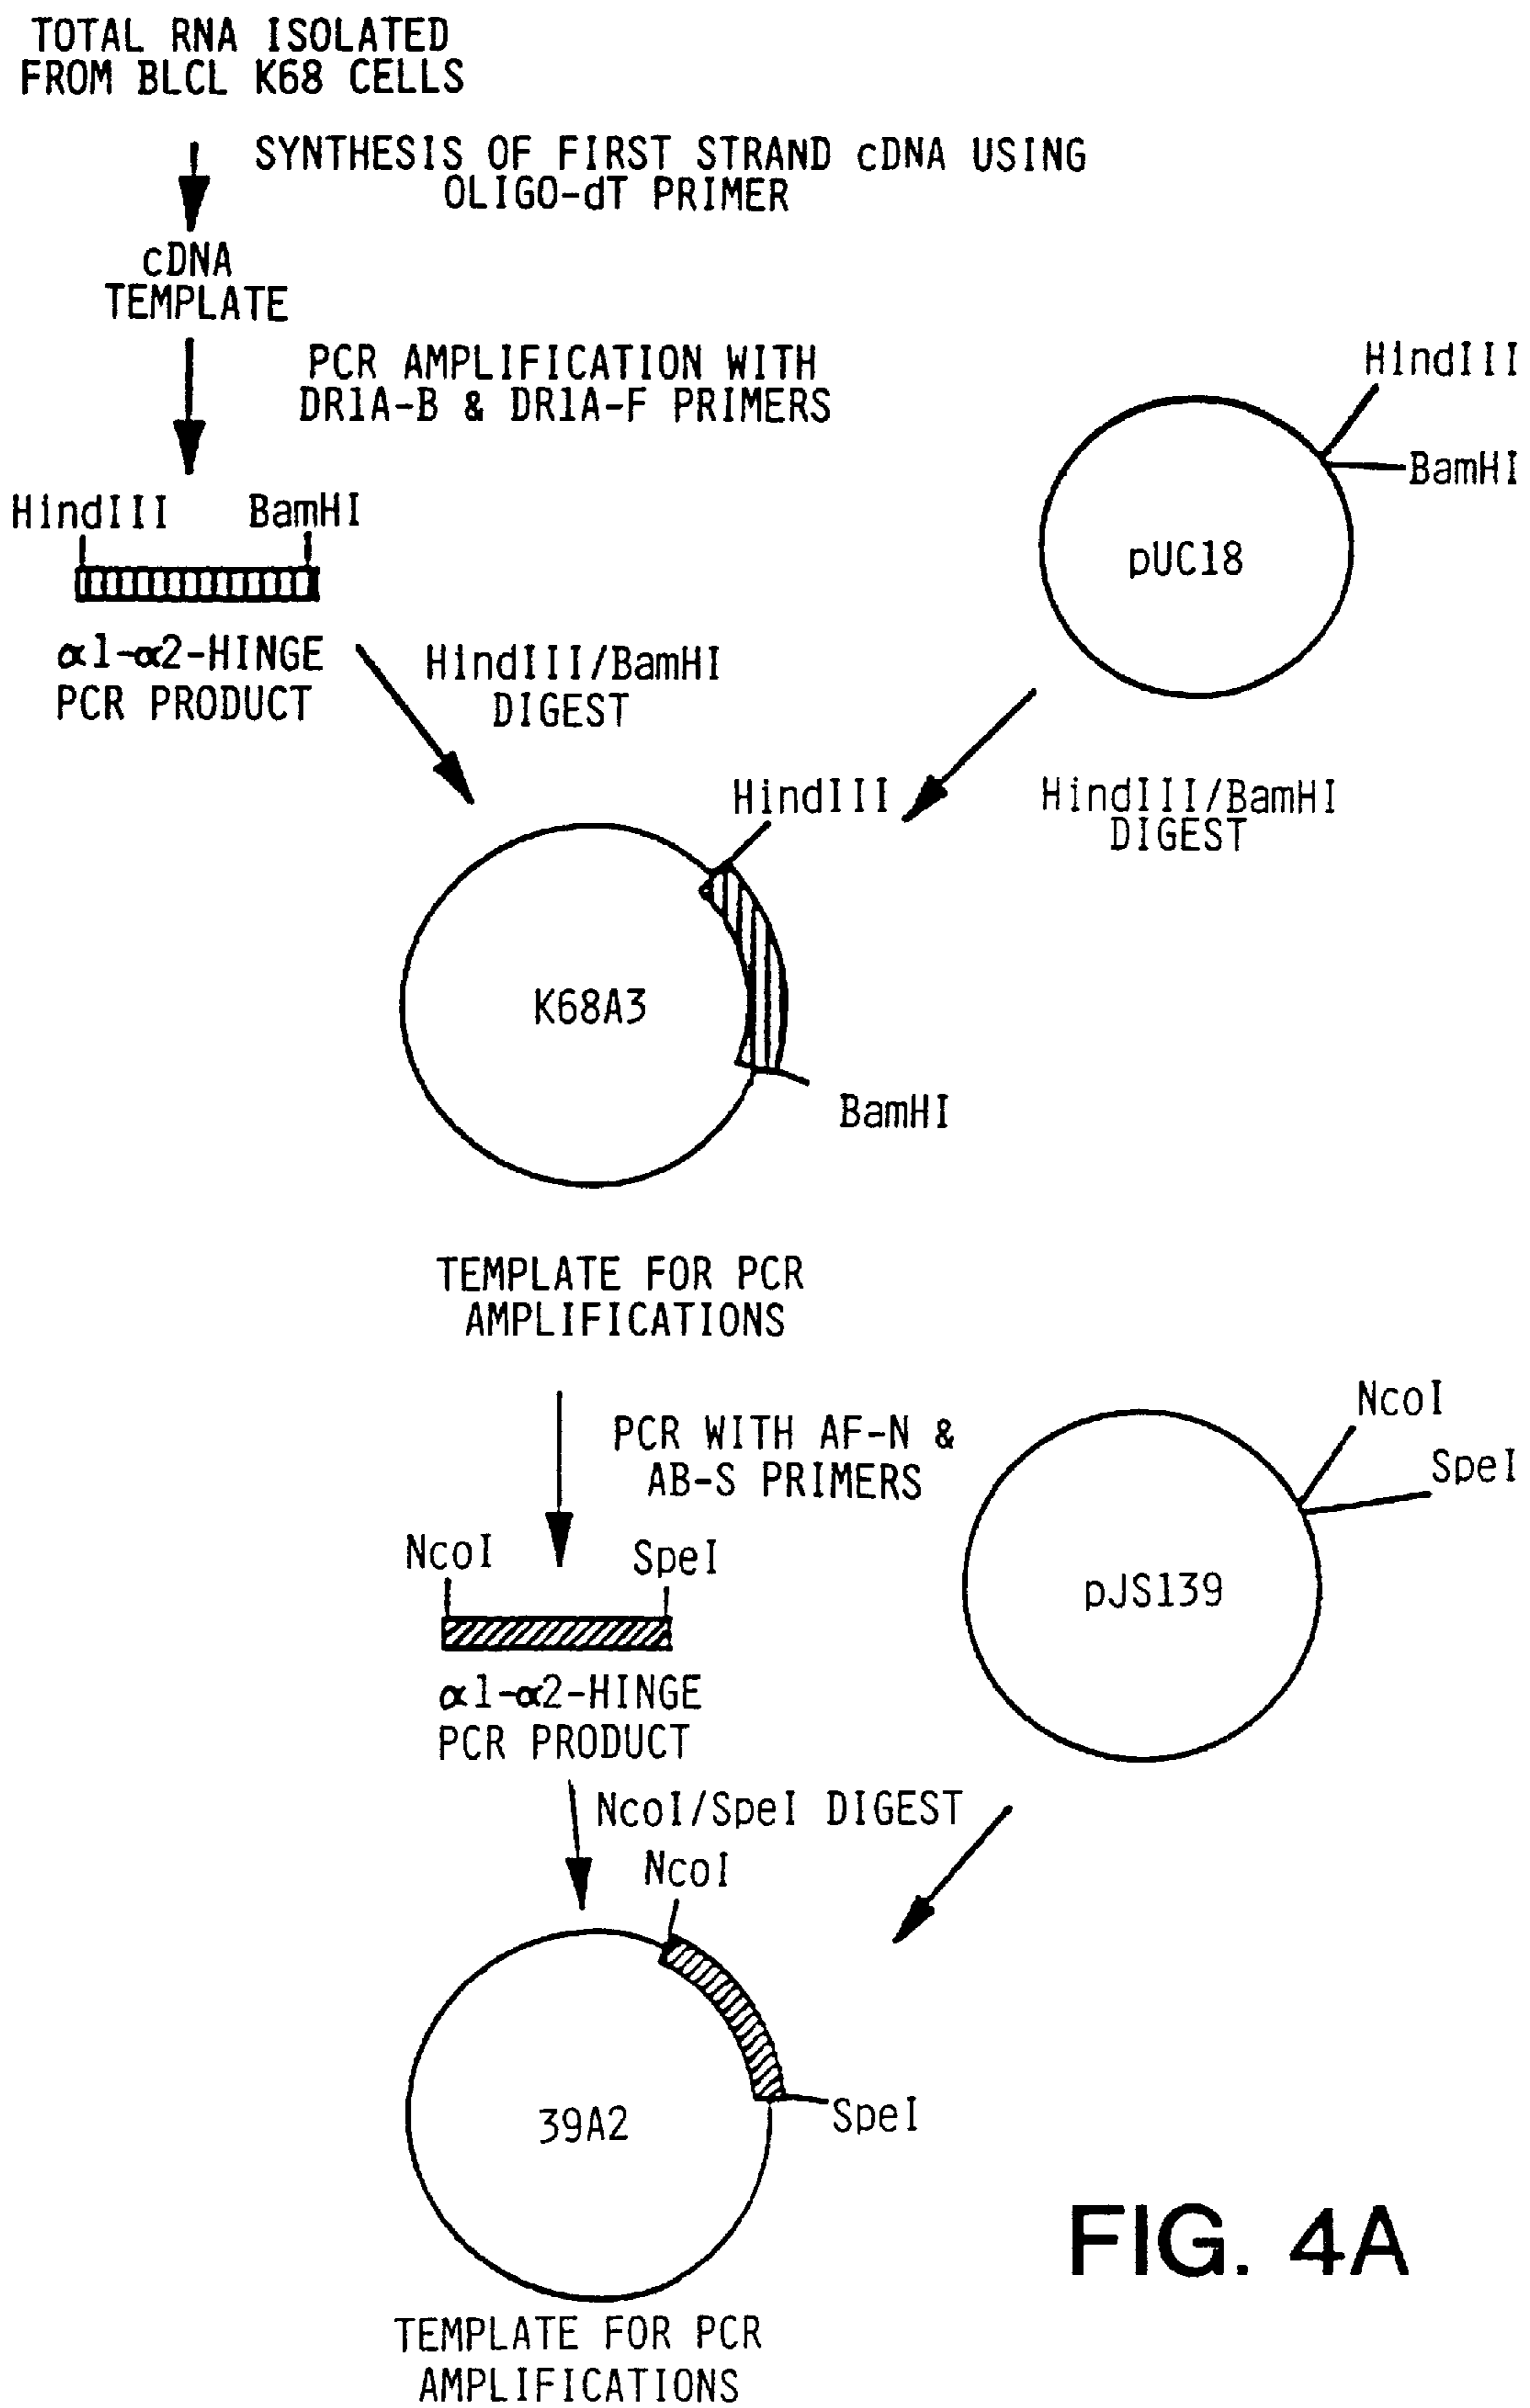 TOTAL RNA ISOLATED
FROM BLCL K68 CELLS
SYNTHESIS OF FIRST STRAND cDNA USING
OLIGO-dT PRIMER
cDNA
TEMPLATE
PCR AMPLIFICATION WITH
DR1A-B & DR1A-F PRIMERS
HindIII
BamHI
pUC18
HindIII BamHI
α1-α2-HINGE
PCR PRODUCT
HindIII/BamHI
DIGEST
HindIII/BamHI
DIGEST
HindIII
K68A3
BamHI
TEMPLATE FOR PCR
AMPLIFICATIONS
PCR WITH AF-N &
AB-S PRIMERS
NcoI
SpeI
pJS139
NcoI SpeI
α1-α2-HINGE
PCR PRODUCT
NcoI/SpeI DIGEST
NcoI
39A2
SpeI
TEMPLATE FOR PCR
AMPLIFICATIONS
FIG. 4A